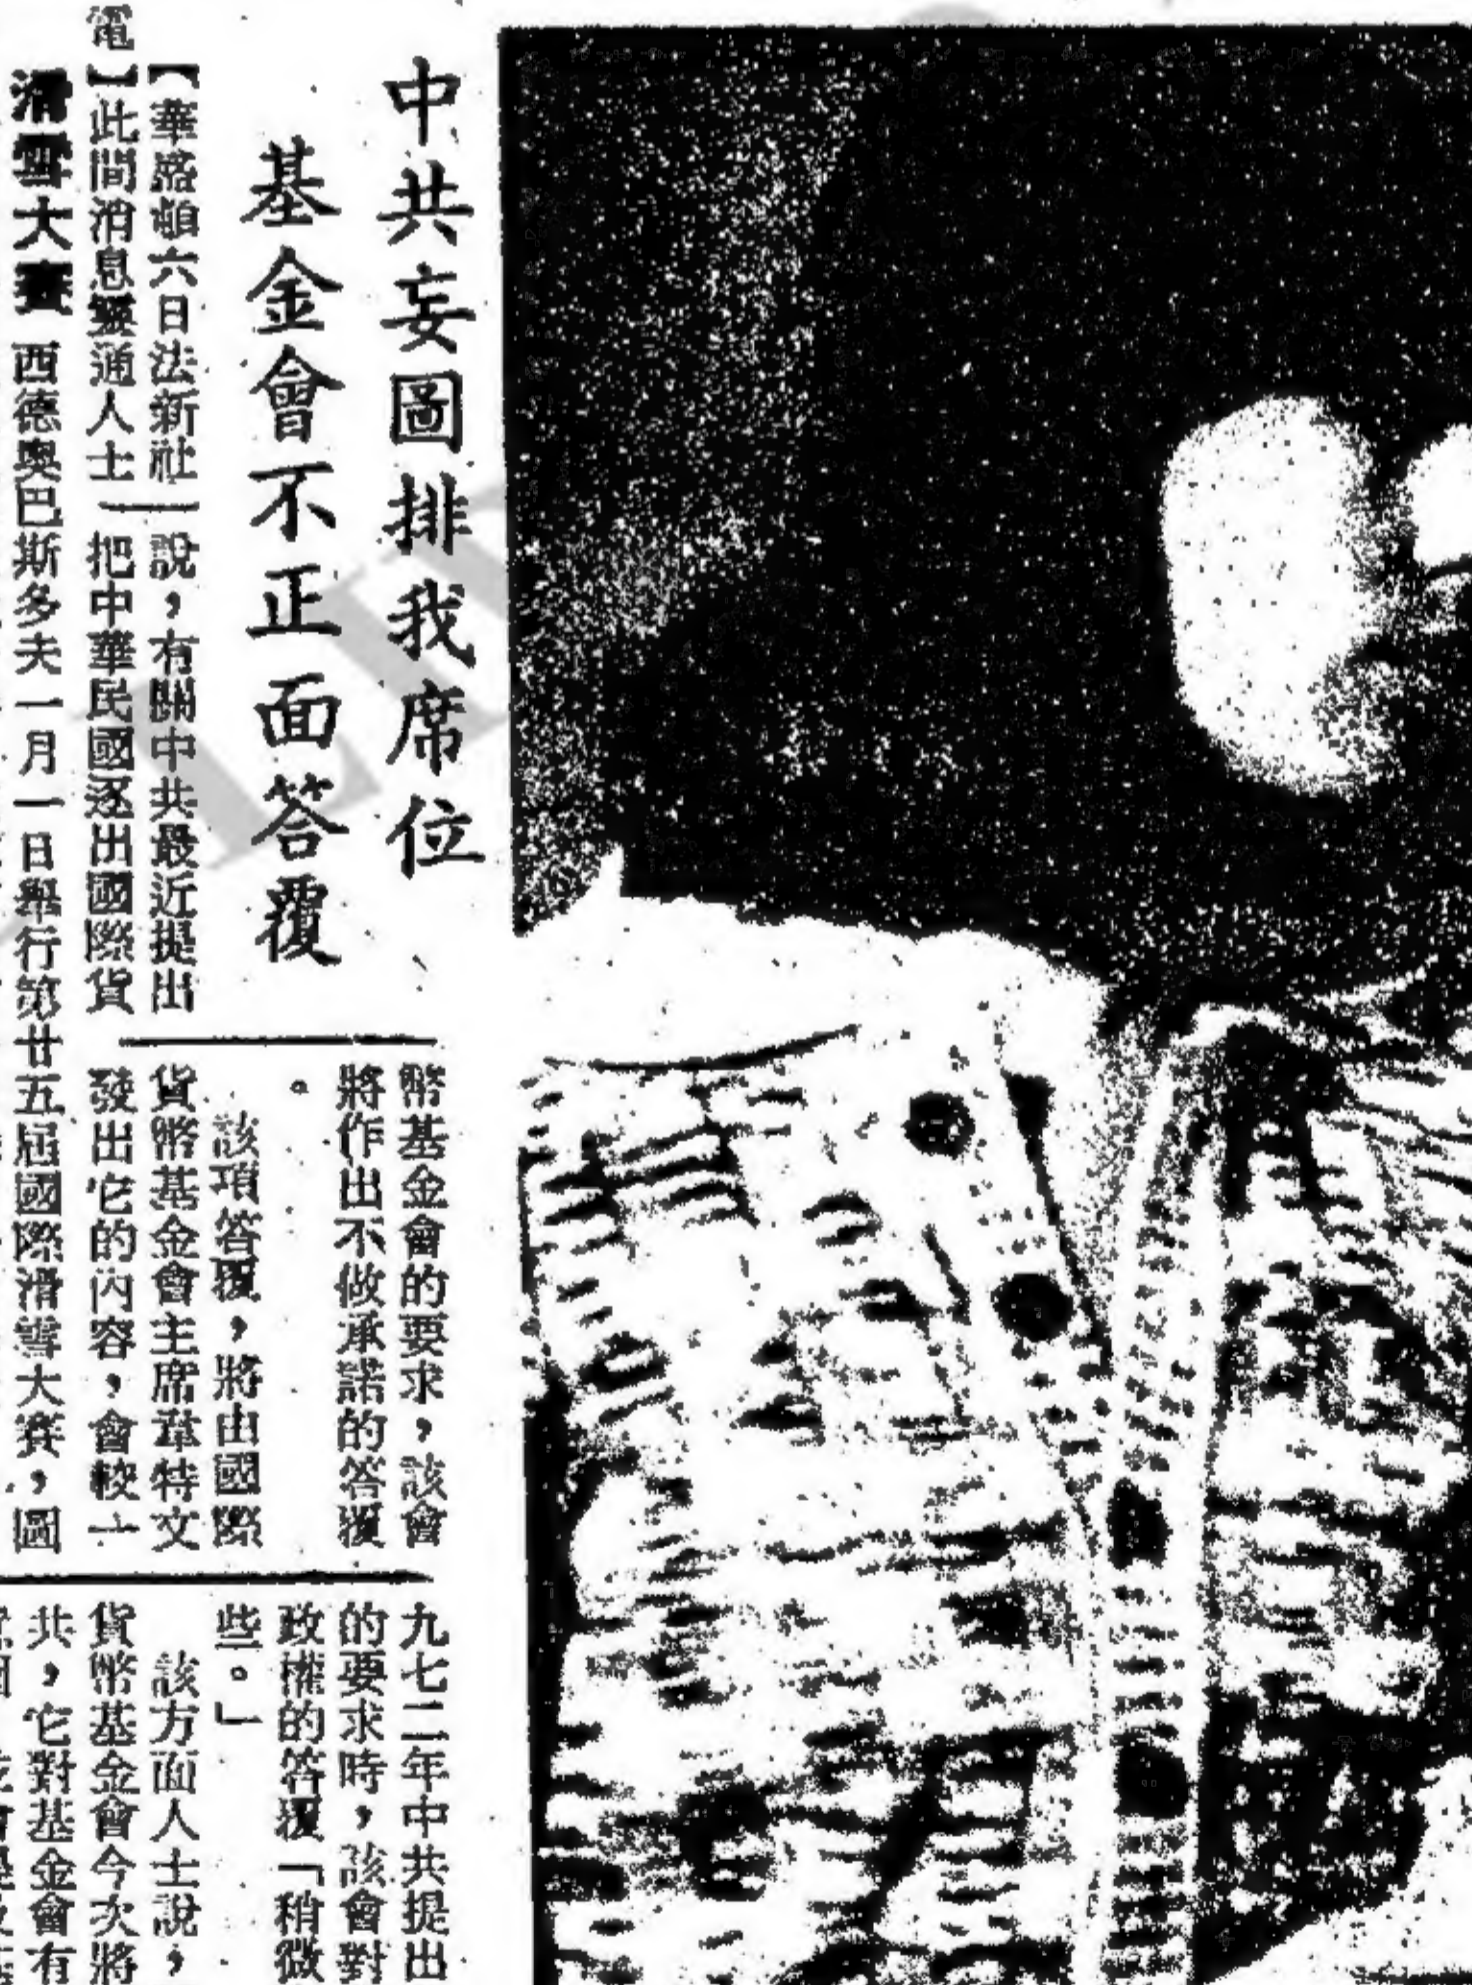 中共妄圖排我席位
基金會不正面答覆
【華盛頓六日法新社
電】此間消息靈通人士
說，有關中共最近提出
把中華民國逐出國際貨
幣基金會的要求，該會
將作出不做承諾的答覆
。
該項答覆，將由國際
貨幣基金會主席韋特文
發出它的內容，會較一
九七二年中共提出
的要求時，該會對
政權的答覆「稍微
些。」
該方面人士說，
貨幣基金會今次將
共，它對基金會有
滑雪大賽 西德奧巴斯多夫一月一日舉行第廿五屆國際滑雪大賽，圖